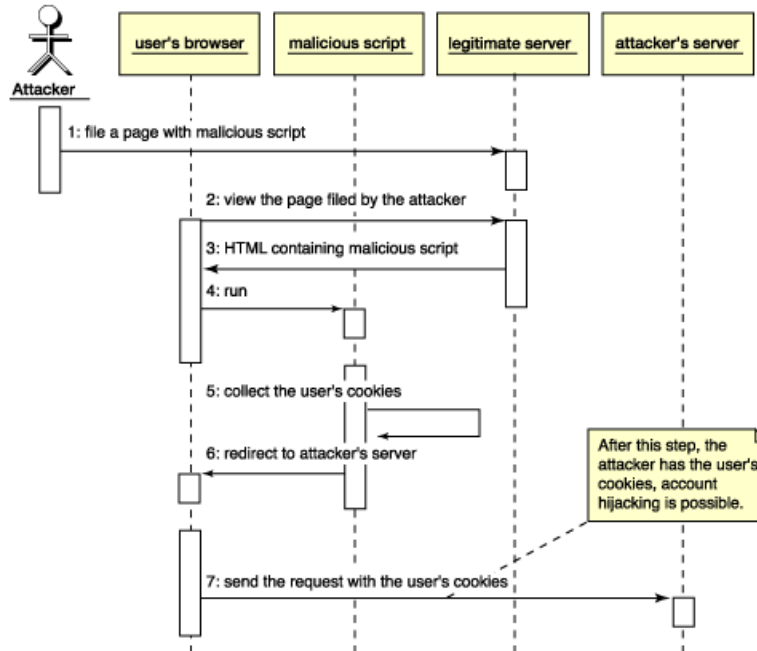 user's browser
malicious script
legitimate server
attacker's server
Attacker
1: file a page with malicious script
2: view the page filed by the attacker
3: HTML containing malicious script
4: run
5: collect the user's cookies
6: redirect to attacker's server
After this step, the
attacker has the user's
cookies, account
hijacking is possible.
7: send the request with the user's cookies